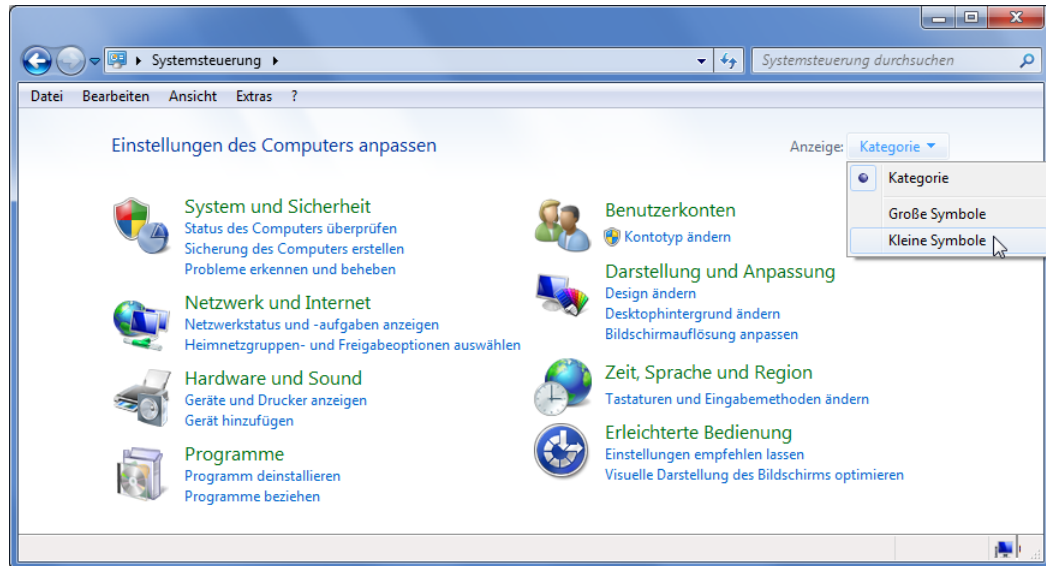 Systemsteuerung
Systemsteuerung durchsuchen
Datei Bearbeiten Ansicht Extras ?
Einstellungen des Computers anpassen
Anzeige: Kategorie
Kategorie
Große Symbole
Kleine Symbole
System und Sicherheit
Status des Computers überprüfen
Sicherung des Computers erstellen
Probleme erkennen und beheben
Netzwerk und Internet
Netzwerkstatus und -aufgaben anzeigen
Heimnetzgruppen- und Freigabeoptionen auswählen
Hardware und Sound
Geräte und Drucker anzeigen
Gerät hinzufügen
Programme
Programm deinstallieren
Programme beziehen
Benutzerkonten
Kontotyp ändern
Darstellung und Anpassung
Design ändern
Desktophintergrund ändern
Bildschirmauflösung anpassen
Zeit, Sprache und Region
Tastaturen und Eingabemethoden ändern
Erleichterte Bedienung
Einstellungen empfehlen lassen
Visuelle Darstellung des Bildschirms optimieren